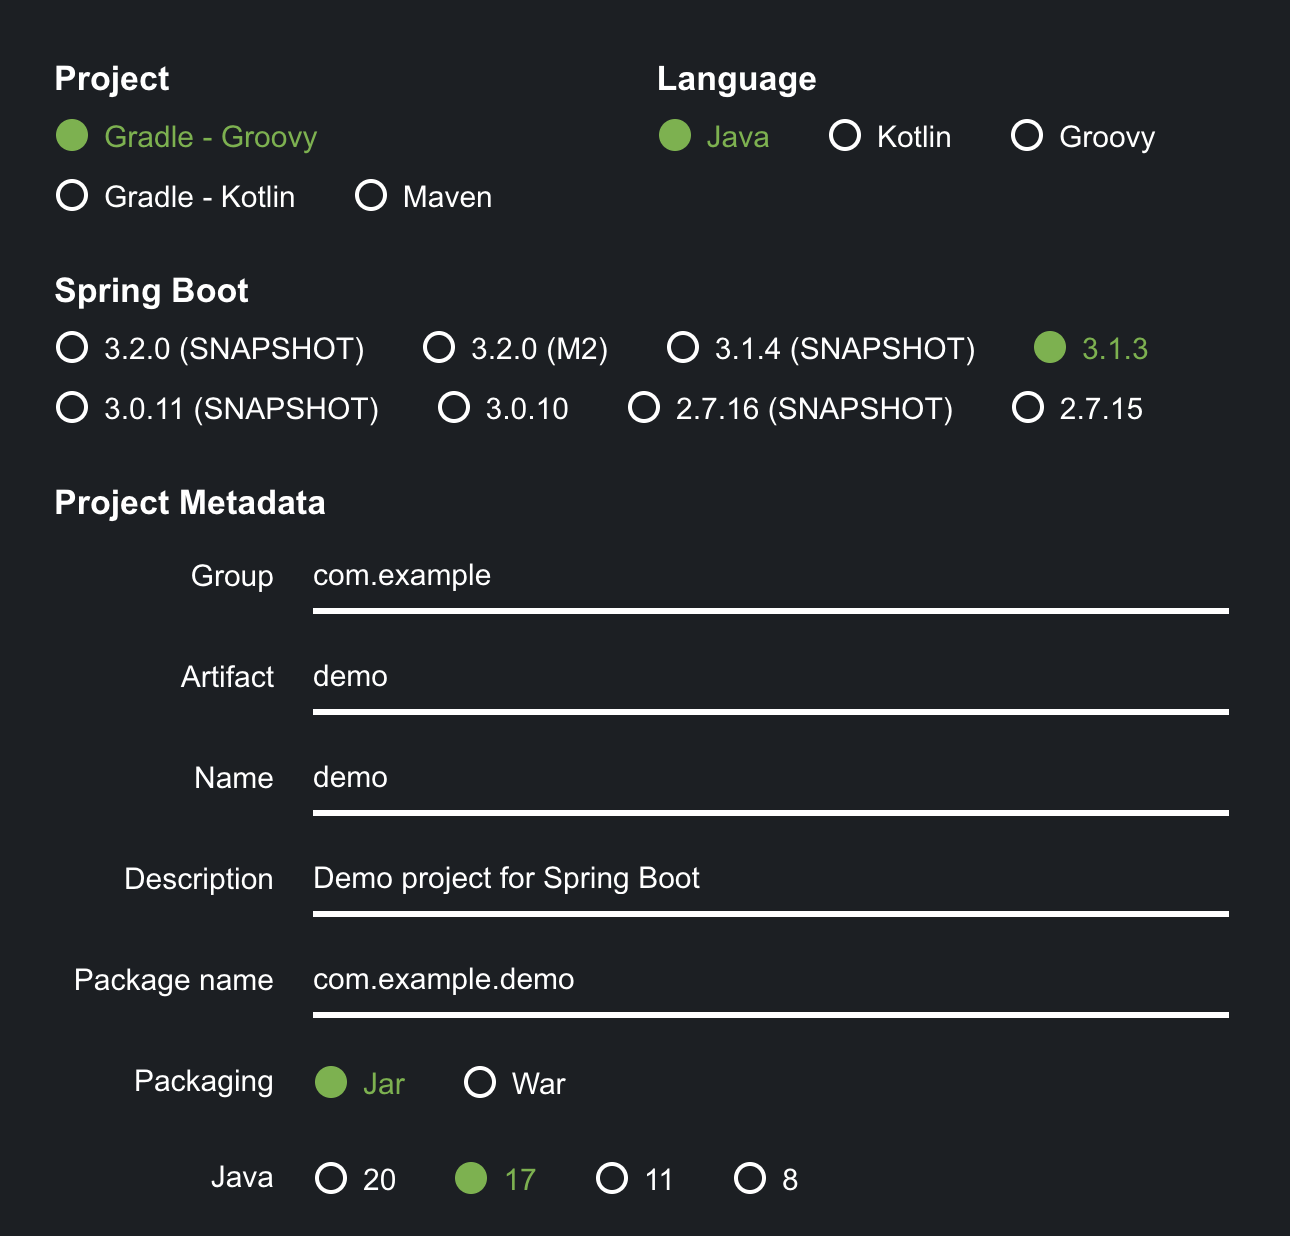 Project
Gradle - Groovy
Gradle - Kotlin Maven
Language
Java Kotlin Groovy
Spring Boot
3.2.0 (SNAPSHOT) 3.2.0 (M2) 3.1.4 (SNAPSHOT) 3.1.3
3.0.11 (SNAPSHOT) 3.0.10 2.7.16 (SNAPSHOT) 2.7.15
Project Metadata
Group com.example
Artifact demo
Name demo
Description Demo project for Spring Boot
Package name com.example.demo
Packaging Jar War
Java 20 17 11 8